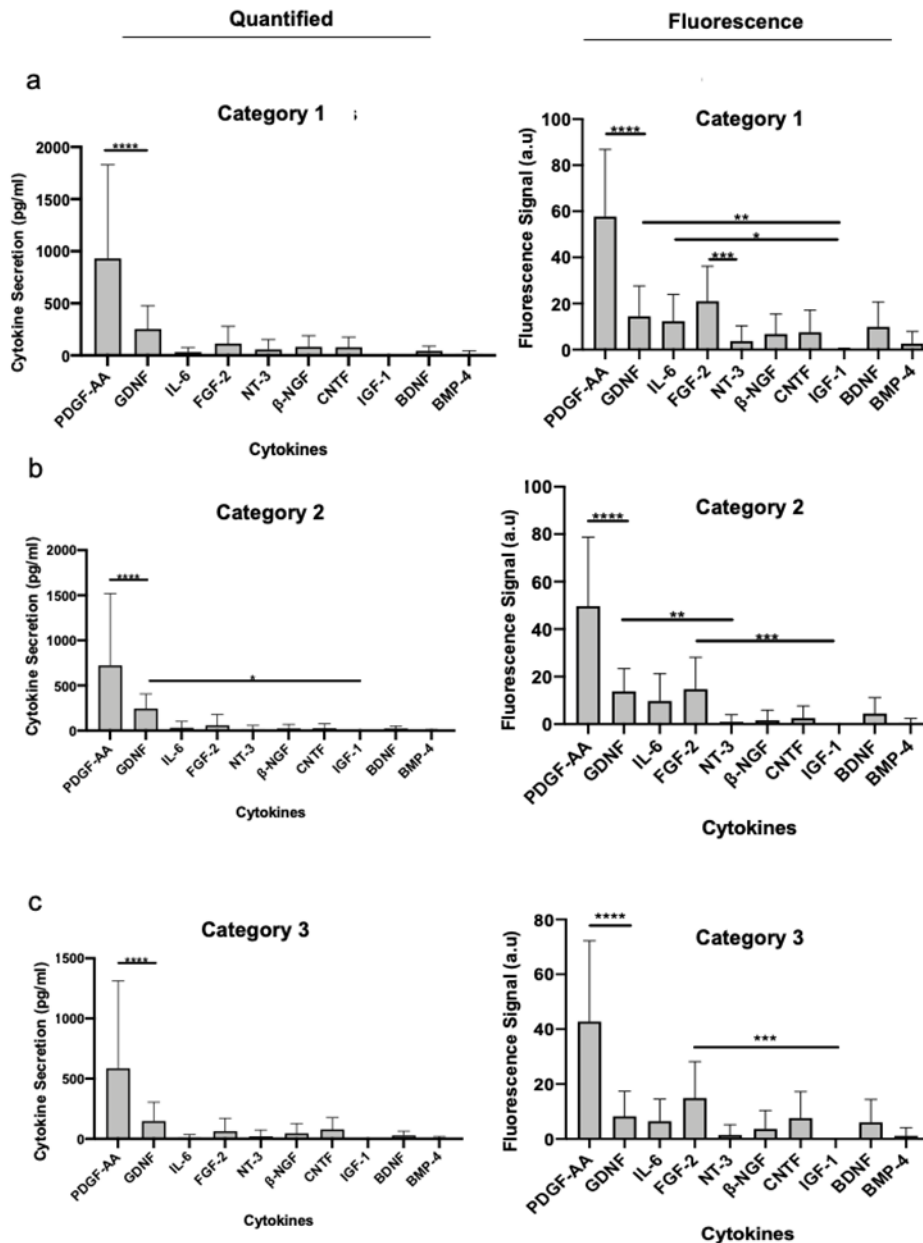 Quantified
Fluorescence
a
Category 1
Cytokine Secretion (pg/ml)
2000
1500
1000
500
0
****
PDGF-AA
GDNF
IL-6
FGF-2
NT-3
β-NGF
CNTF
IGF-1
BDNF
BMP-4
Cytokines
Category 1
Fluorescence Signal (a.u)
100
80
60
40
20
0
****
**
*
***
PDGF-AA
GDNF
IL-6
FGF-2
NT-3
β-NGF
CNTF
IGF-1
BDNF
BMP-4
b
Category 2
Cytokine Secretion (pg/ml)
2000
1500
1000
500
0
****
*
PDGF-AA
GDNF
IL-6
FGF-2
NT-3
β-NGF
CNTF
IGF-1
BDNF
BMP-4
Cytokines
Category 2
Fluorescence Signal (a.u)
100
80
60
40
20
0
****
**
***
PDGF-AA
GDNF
IL-6
FGF-2
NT-3
β-NGF
CNTF
IGF-1
BDNF
BMP-4
Cytokines
c
Category 3
Cytokine Secretion (pg/ml)
1500
1000
500
0
****
PDGF-AA
GDNF
IL-6
FGF-2
NT-3
β-NGF
CNTF
IGF-1
BDNF
BMP-4
Cytokines
Category 3
Fluorescence Signal (a.u)
80
60
40
20
0
****
***
PDGF-AA
GDNF
IL-6
FGF-2
NT-3
β-NGF
CNTF
IGF-1
BDNF
BMP-4
Cytokines